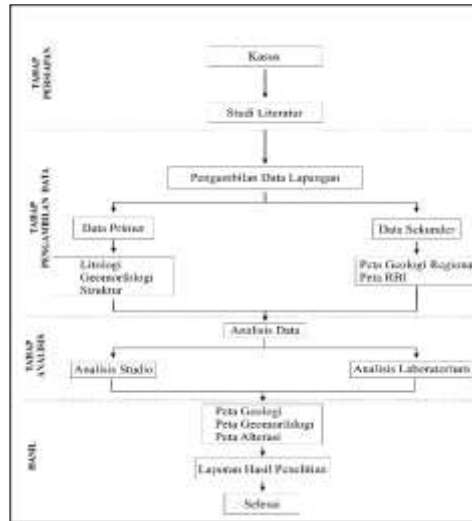 TAHAP
PERSIAPAN
Kasus
Studi Literatur
TAHAP
PENGAMBILAN DATA
Pengambilan Data Lapangan
Data Primer
Data Sekunder
Litologi
Geomorfologi
Struktur
Peta Geologi Regional
Peta RBI
TAHAP
ANALISIS
Analisis Data
Analisis Studio
Analisis Laboratorium
HASIL
Peta Geologi
Peta Geomorfologi
Peta Alterasi
Laporan Hasil Penelitian
Selesai